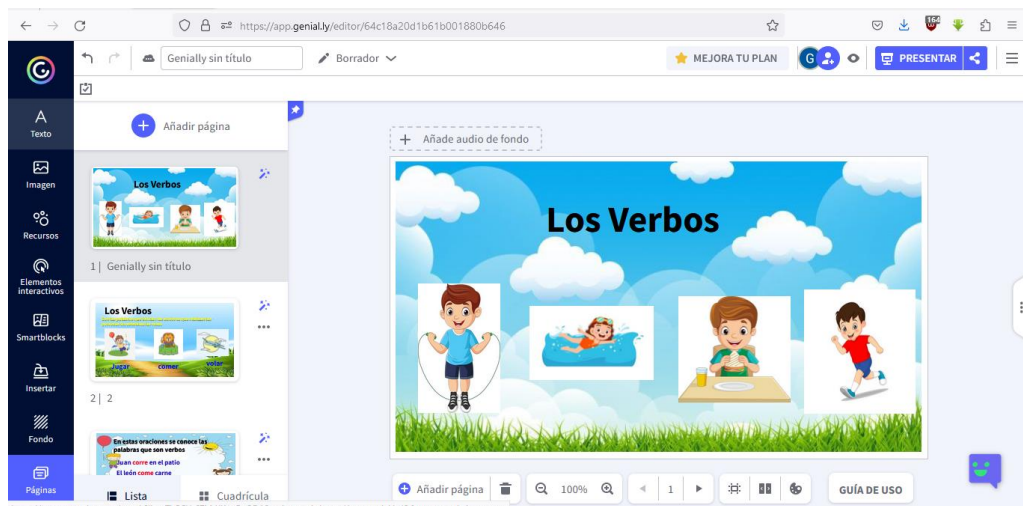 https://app.genial.ly/editor/64c18a20d1b61b001880b646
164
Genially sin título
Borrador
MEJORA TU PLAN
G
PRESENTAR
Texto
Imagen
Recursos
Elementos
interactivos
Smartblocks
Insertar
Fondo
Páginas
Añadir página
Los Verbos
1 | Genially sin título
Los Verbos
Jugar comer volar
2 | 2
En estas oraciones se conoce las
palabras que son verbos
Juan corre en el patio
El león come carne
Lista
Cuadrícula
Añade audio de fondo
Los Verbos
Añadir página
100%
1
GUÍA DE USO